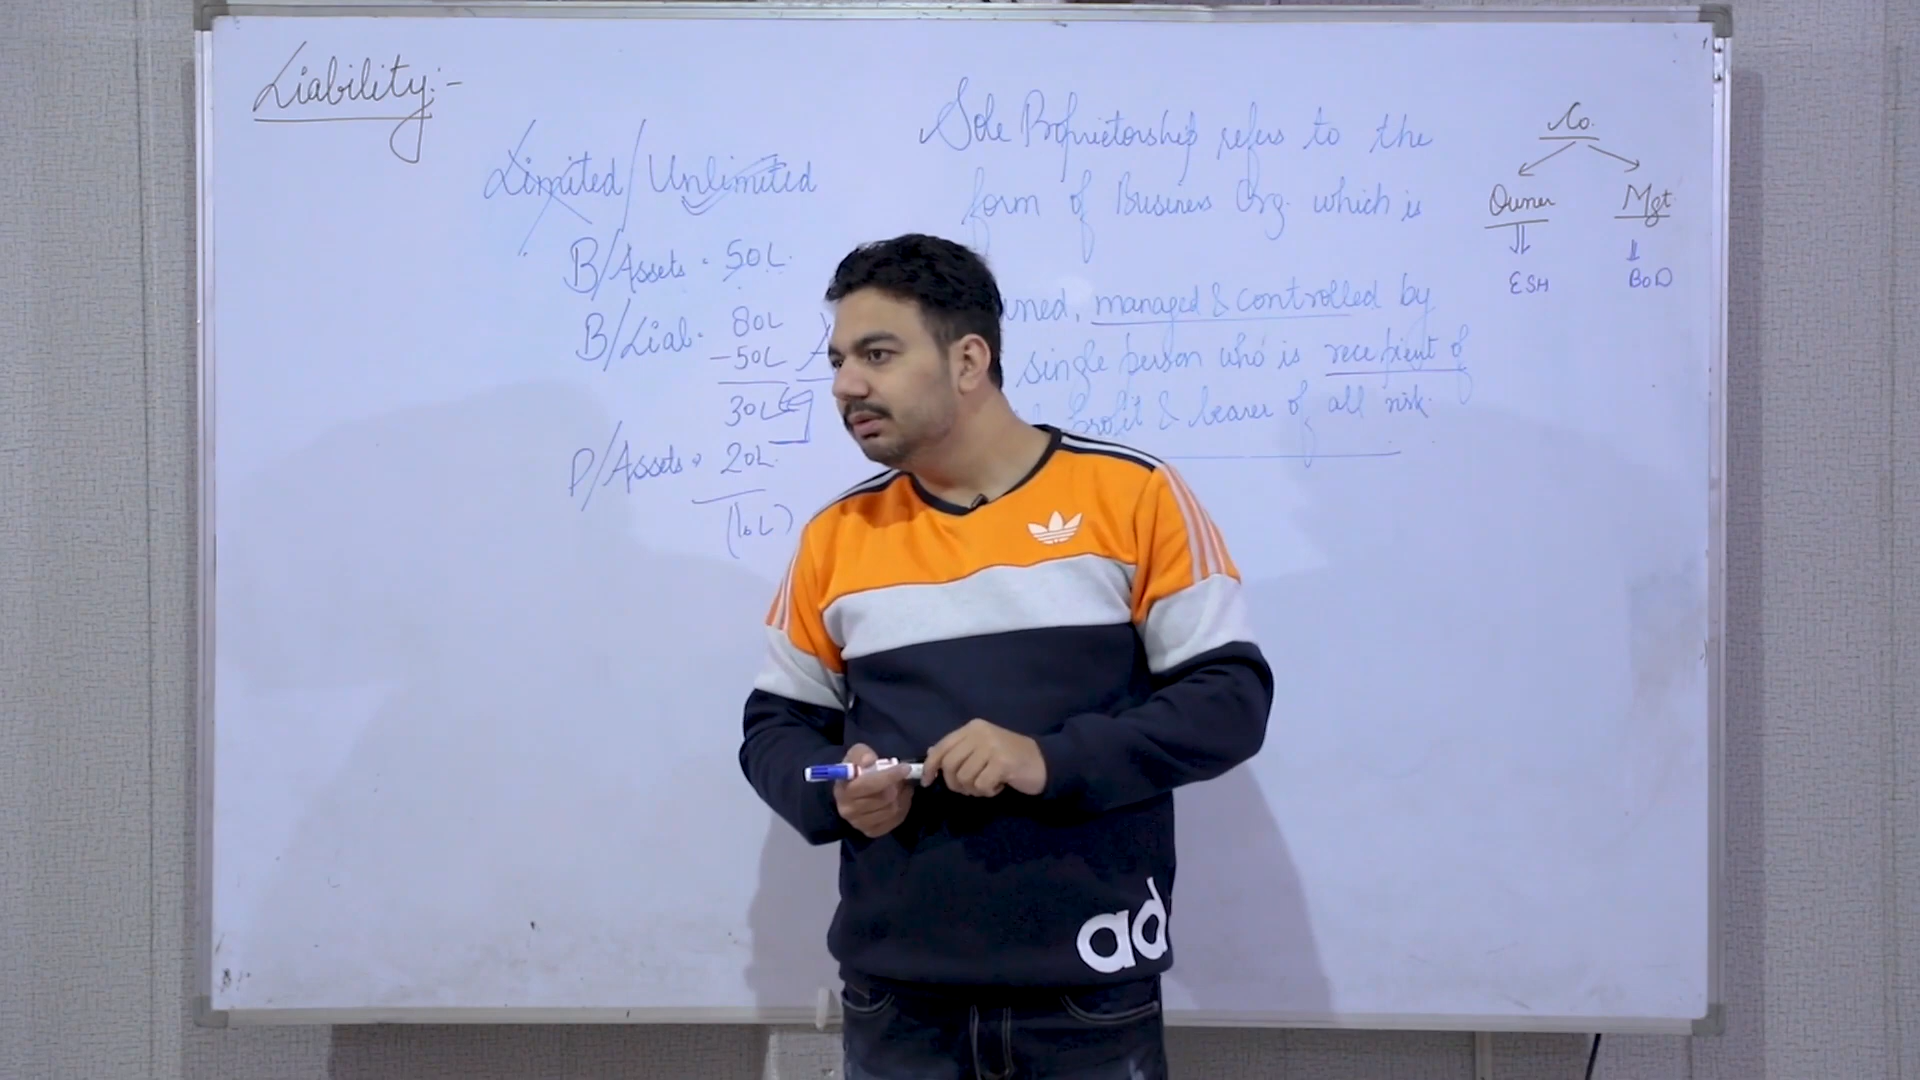 Liability:-
Limited/Unlimited
B/Assets. 50L.
B/Liab. 80L
-50L
30L
P/Assets. 20L.
(10L)
Sole Proprietorship refers to the
form of Business Org. which is
managed & controlled by
single person who is recepient of
profit & bearer of all risk.
Co.
Owner Mgt
ESH BOD
ad